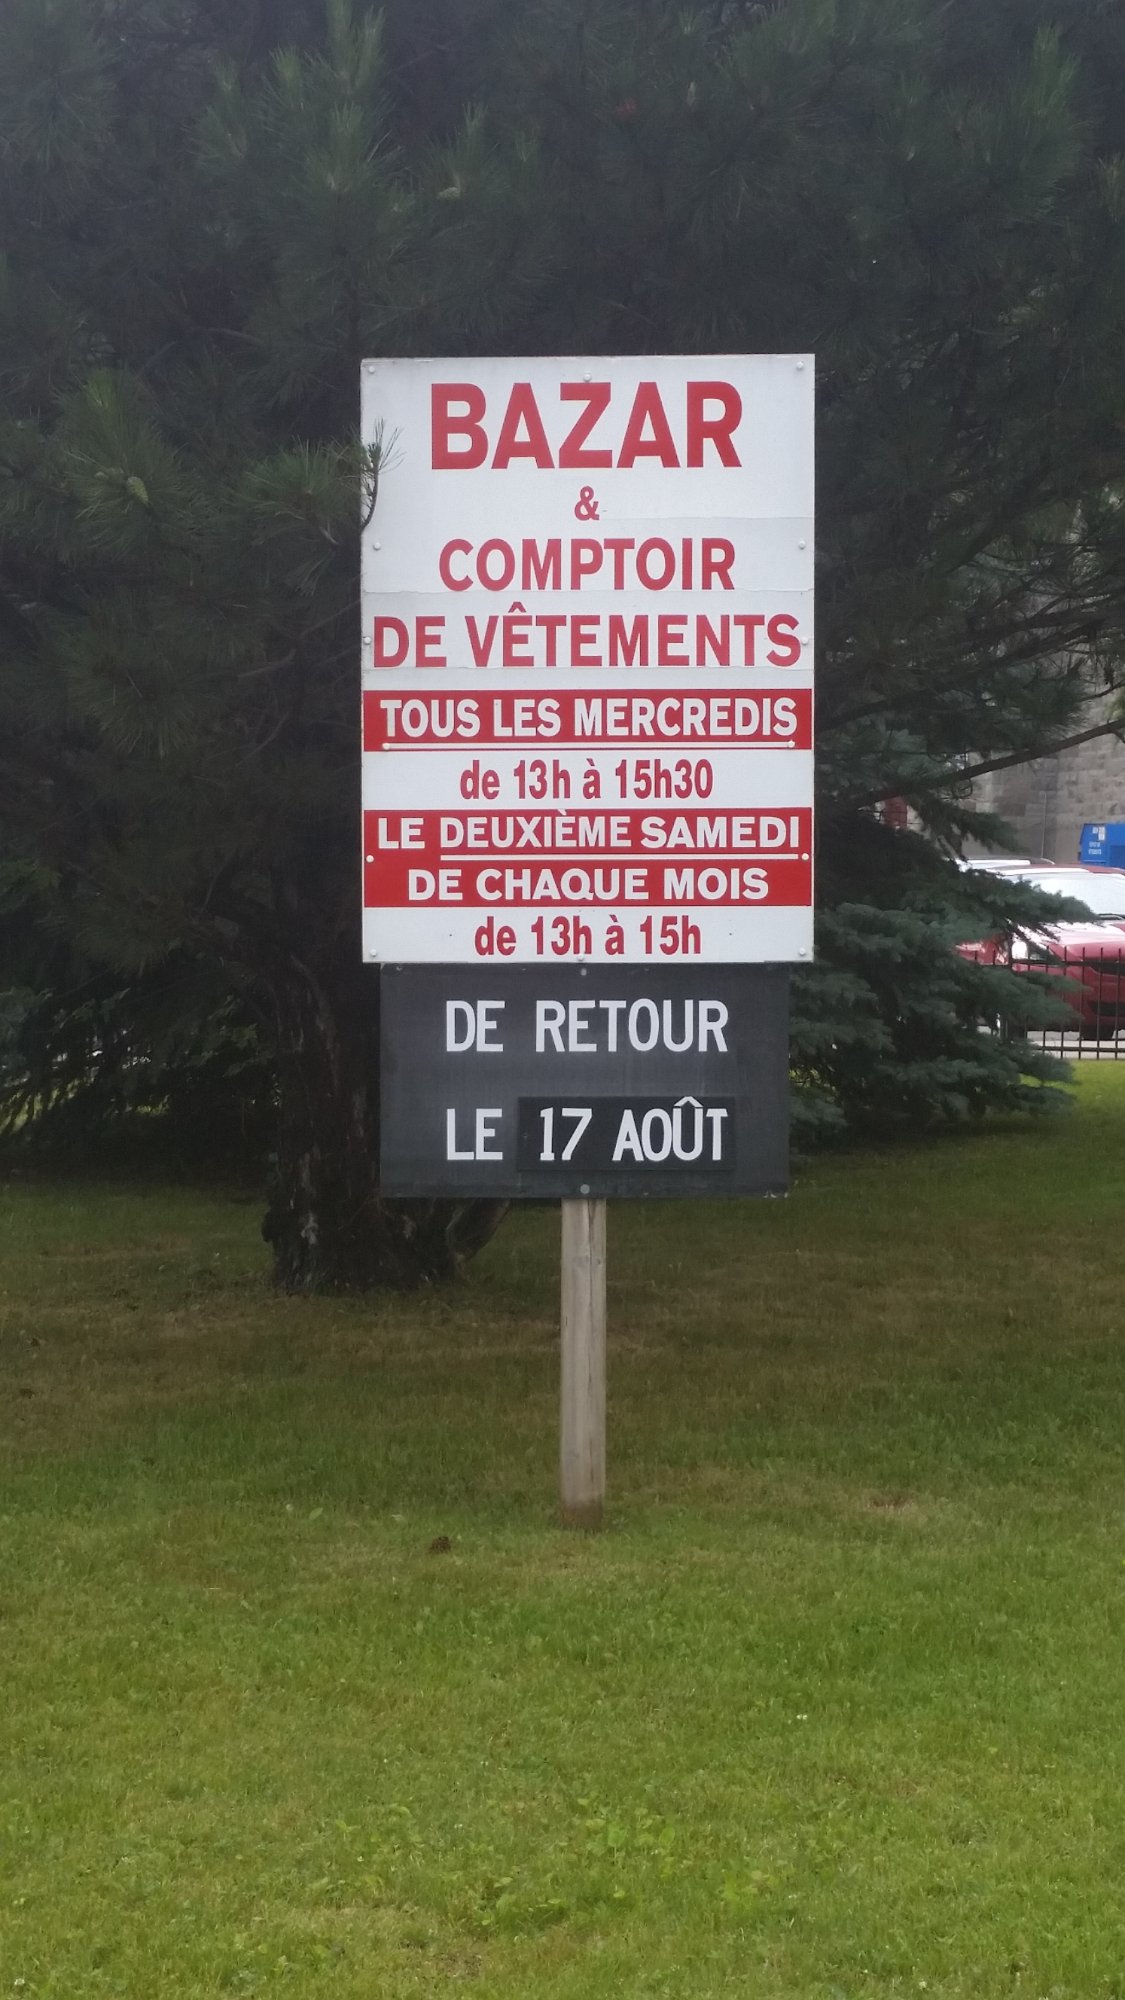 BAZAR
&
COMPTOIR
DE VÊTEMENTS
TOUS LES MERCREDIS
de 13h à 15h30
LE DEUXIÈME SAMEDI
DE CHAQUE MOIS
de 13h à 15h
DE RETOUR
LE 17 AOÛT